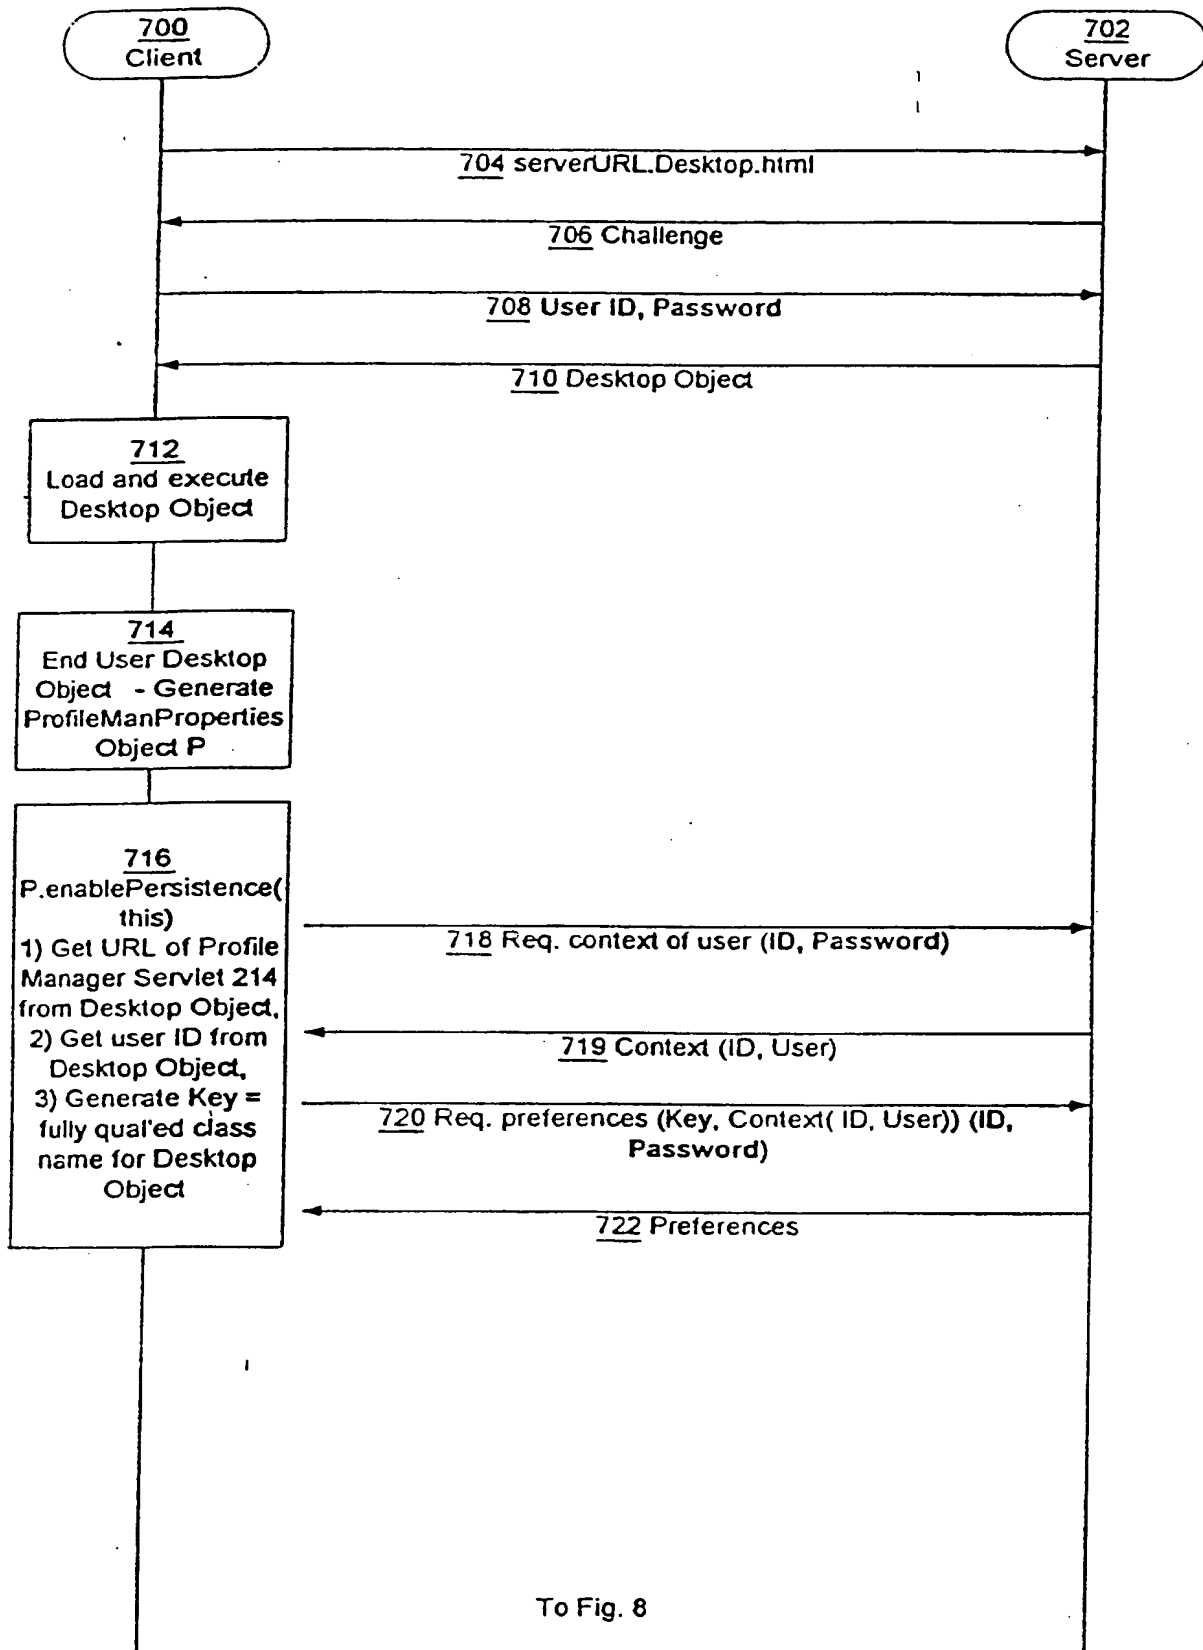 700
Client
702
Server
704 serverURL.Desktop.html
706 Challenge
708 User ID, Password
710 Desktop Object
712
Load and execute
Desktop Object
714
End User Desktop
Object - Generate
ProfileManProperties
Object P
716
P.enablePersistence(
this)
1) Get URL of Profile
Manager Servlet 214
from Desktop Object,
2) Get user ID from
Desktop Object,
3) Generate Key =
fully qual'ed class
name for Desktop
Object
718 Req. context of user (ID, Password)
719 Context (ID, User)
720 Req. preferences (Key, Context( ID, User)) (ID,
Password)
722 Preferences
To Fig. 8